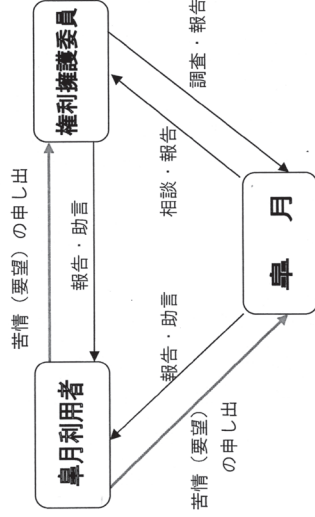 苦情（要望）の申し出
皐月利用者
権利擁護委員
報告・助言
報告・助言
相談・報告
調査・報告
苦情（要望）
の申し出
皐　月